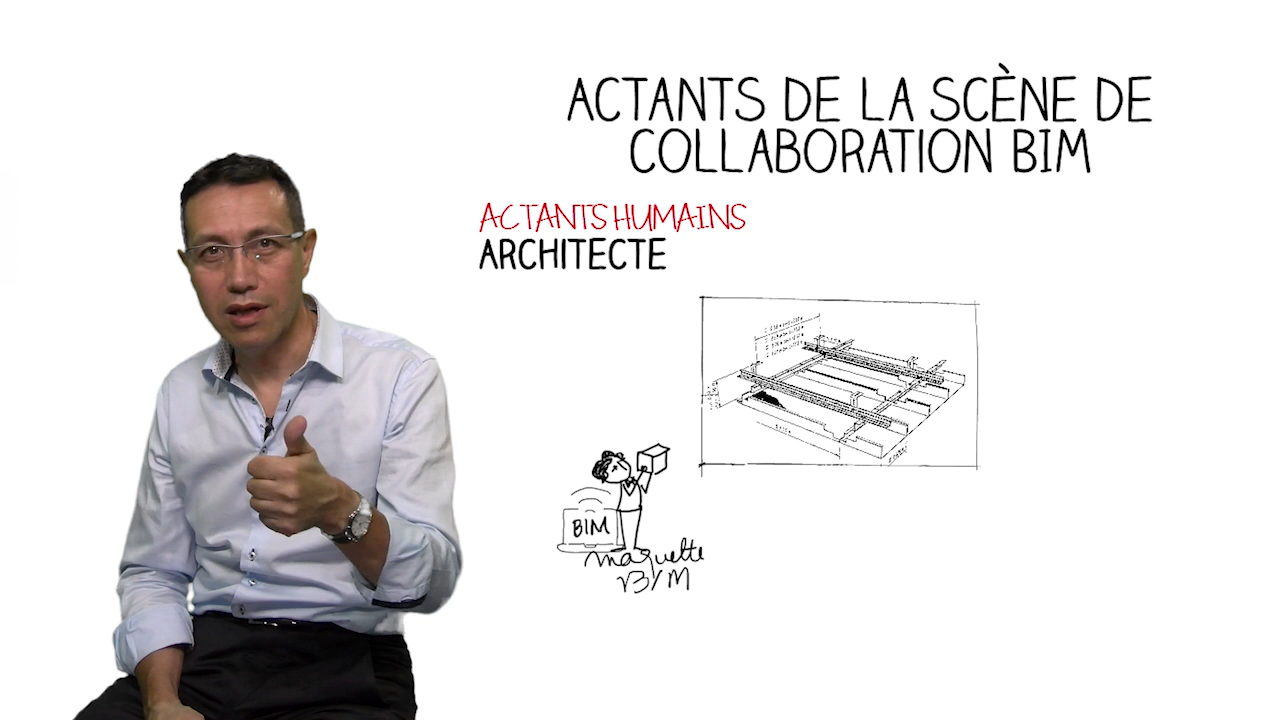 ACTANTS DE LA SCÈNE DE
COLLABORATION BIM
ACTANTS HUMAINS
ARCHITECTE
BIM
maquette
BIM